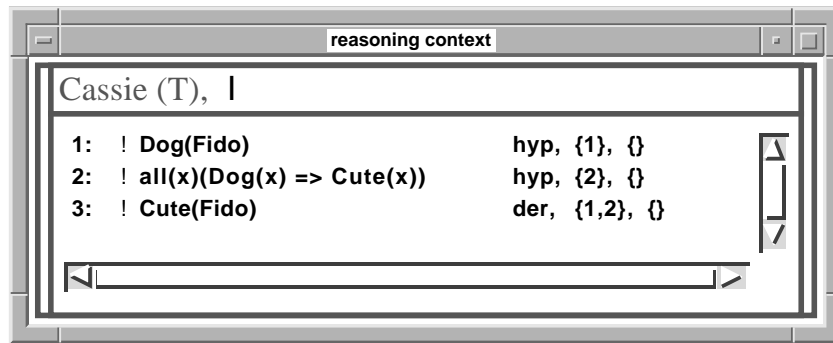 reasoning context
Cassie (T), I
1: ! Dog(Fido) hyp, {1}, {}
2: ! all(x)(Dog(x) => Cute(x)) hyp, {2}, {}
3: ! Cute(Fido) der, {1,2}, {}